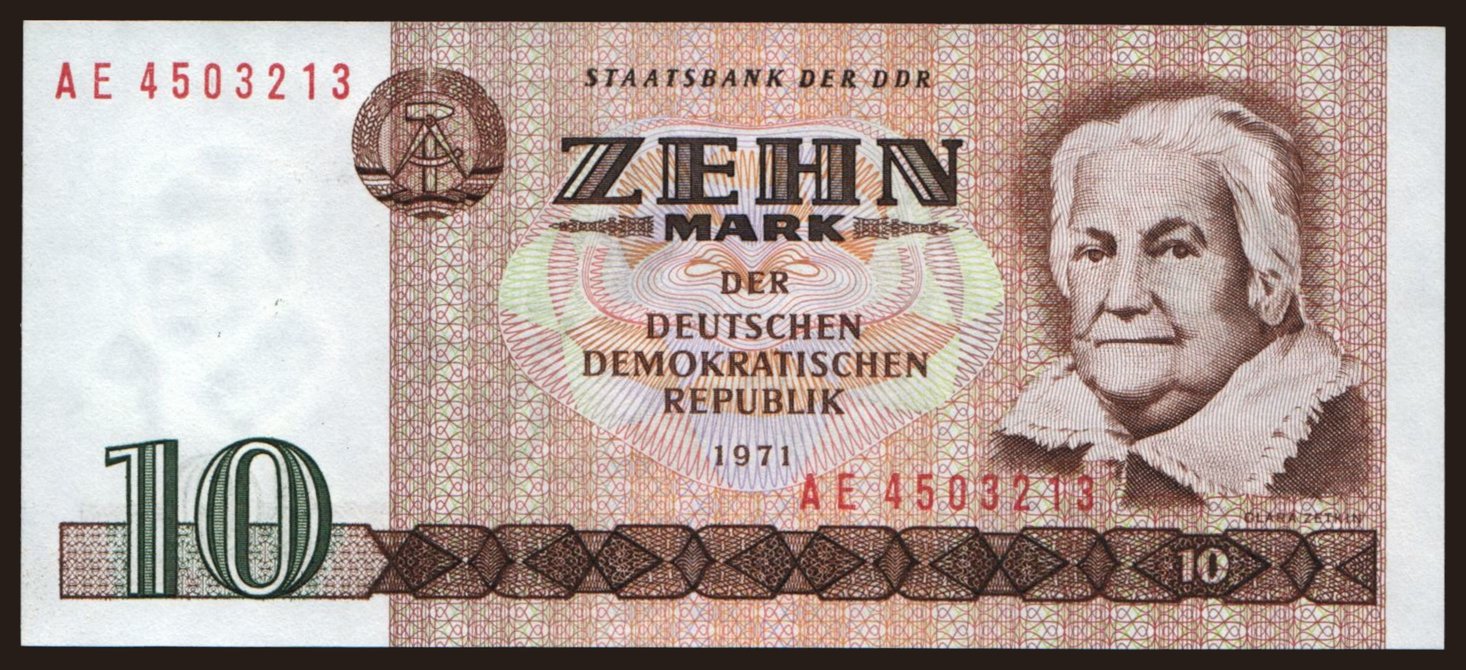 AE 4503213
STAATSBANK DER DDR
ZEHN
MARK
DER
DEUTSCHEN
DEMOKRATISCHEN
REPUBLIK
1971
AE 4503213
CLARA ZETKIN
10
10